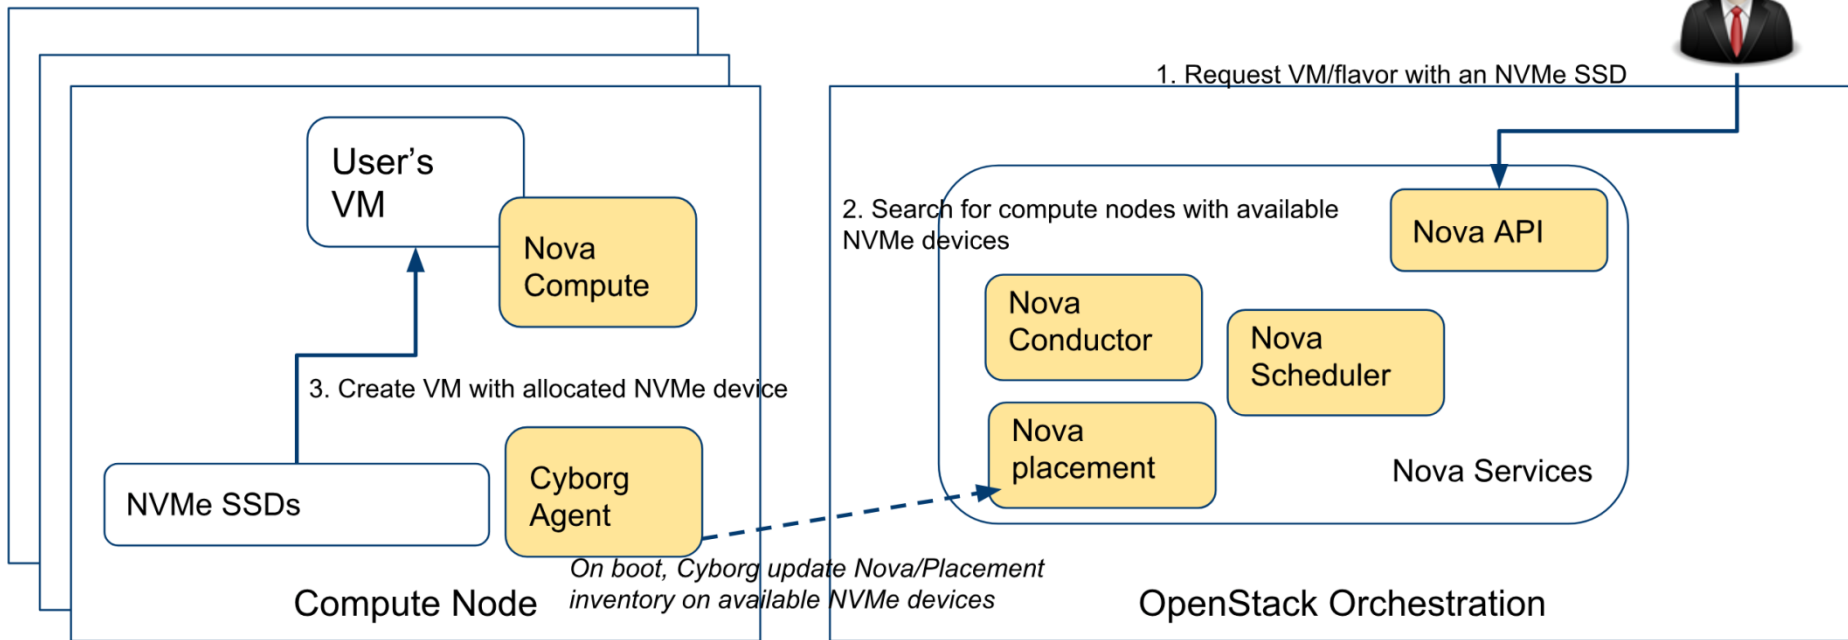 1. Request VM/flavor with an NVMe SSD
User's
VM
Nova
Compute
2. Search for compute nodes with available
NVMe devices
Nova API
Nova
Conductor
Nova
Scheduler
3. Create VM with allocated NVMe device
Nova
placement
Nova Services
NVMe SSDs
Cyborg
Agent
On boot, Cyborg update Nova/Placement
inventory on available NVMe devices
Compute Node
OpenStack Orchestration